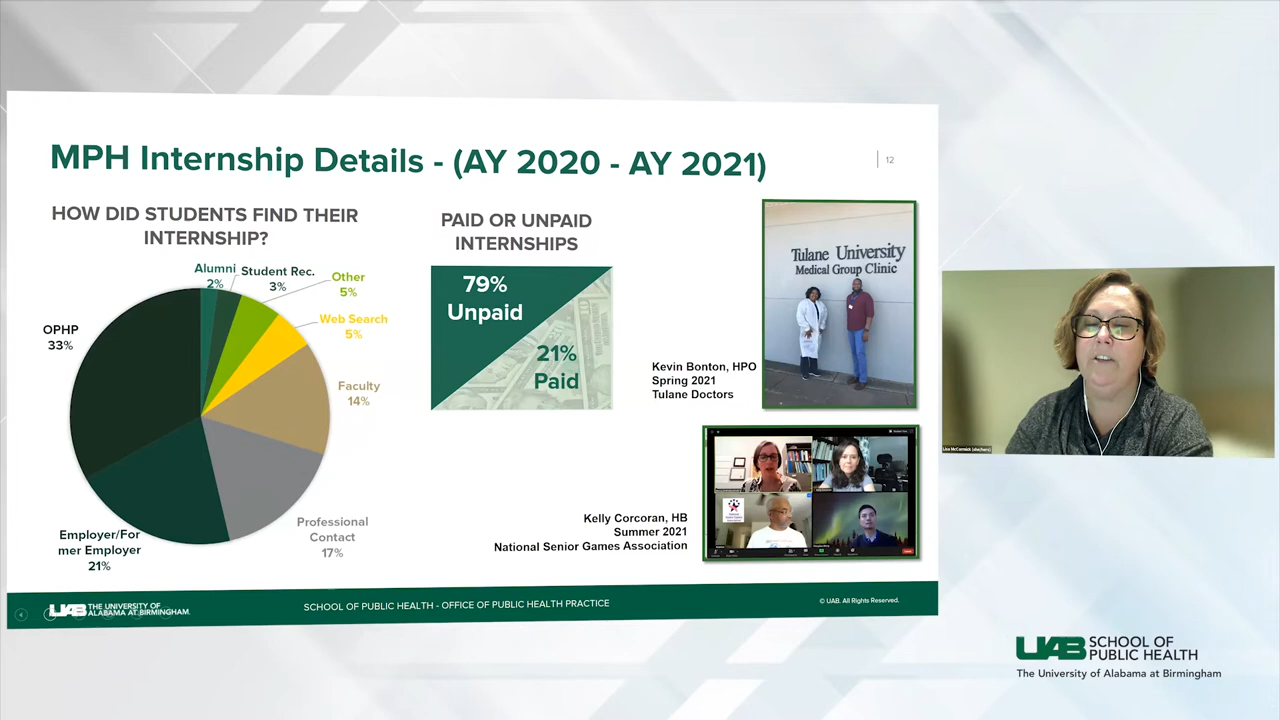 MPH Internship Details - (AY 2020 - AY 2021)
12
HOW DID STUDENTS FIND THEIR
INTERNSHIP?
Alumni
2%
Student Rec.
3%
Other
5%
Web Search
5%
OPHP
33%
Faculty
14%
Professional
Contact
17%
Employer/For
mer Employer
21%
PAID OR UNPAID
INTERNSHIPS
79%
Unpaid
21%
Paid
Tulane University
Medical Group Clinic
Kevin Bonton, HPO
Spring 2021
Tulane Doctors
Kelly Corcoran, HB
Summer 2021
National Senior Games Association
Lisa McCormick (she/hers)
UAB THE UNIVERSITY OF
ALABAMA AT BIRMINGHAM.
SCHOOL OF PUBLIC HEALTH - OFFICE OF PUBLIC HEALTH PRACTICE
© UAB. All Rights Reserved.
UAB SCHOOL OF
PUBLIC HEALTH
The University of Alabama at Birmingham